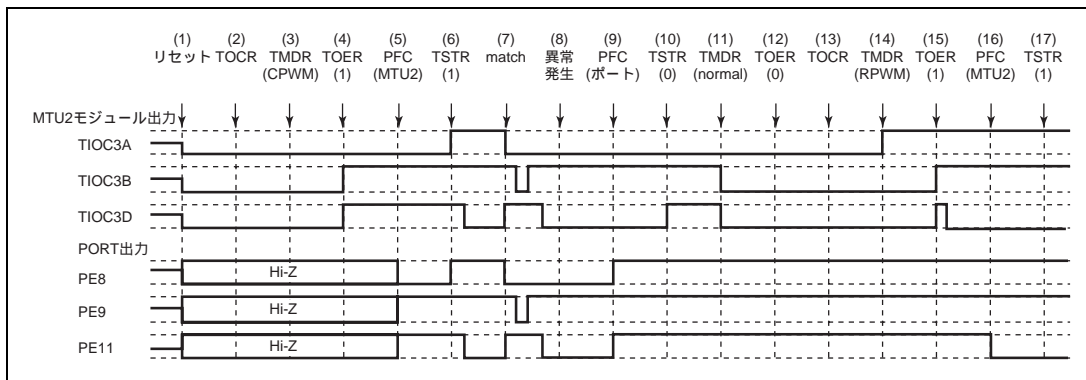 (1) (2) (3) (4) (5) (6) (7) (8) (9) (10) (11) (12) (13) (14) (15) (16) (17)
リセット TOCR TMDR TOER PFC TSTR match 異常 PFC TSTR TMDR TOER TOCR TMDR TOER PFC TSTR
(CPWM) (1) (MTU2) (1) 発生 (ポート) (0) (normal) (0) (RPWM) (1) (MTU2) (1)
MTU2モジュール出力
TIOC3A
TIOC3B
TIOC3D
PORT出力
PE8 Hi-Z
PE9 Hi-Z
PE11 Hi-Z